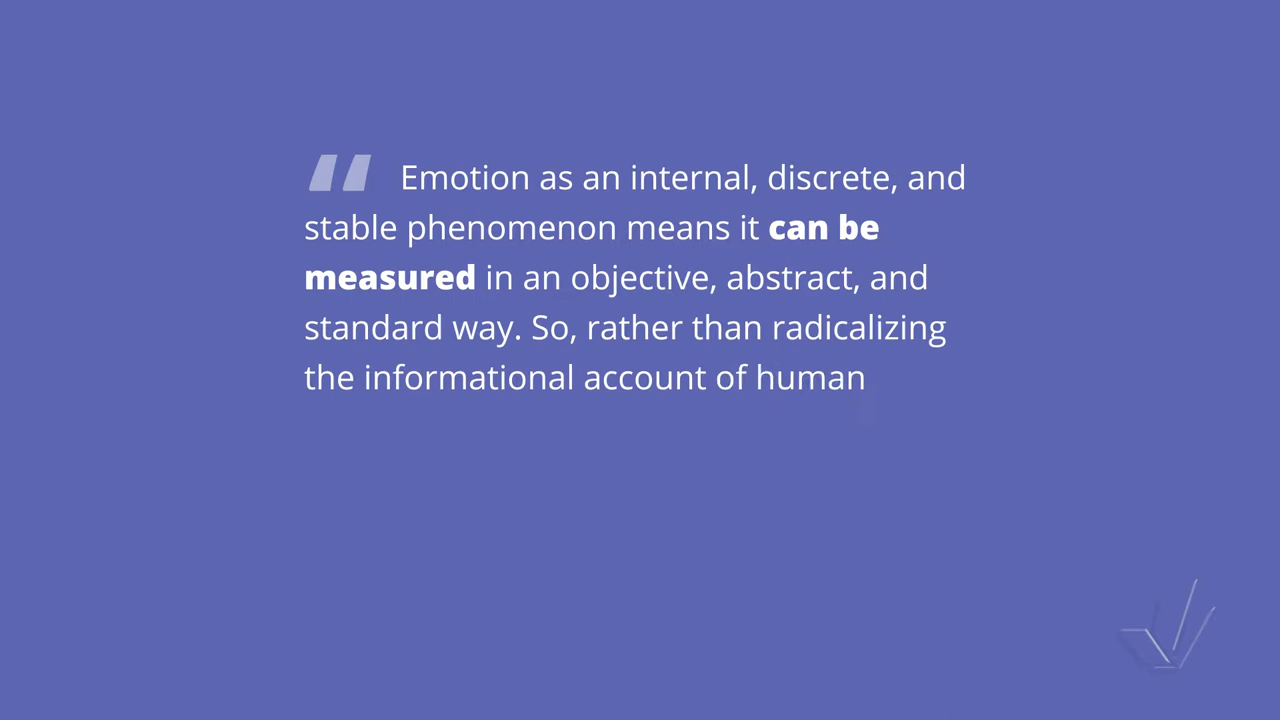 “ Emotion as an internal, discrete, and
stable phenomenon means it can be
measured in an objective, abstract, and
standard way. So, rather than radicalizing
the informational account of human